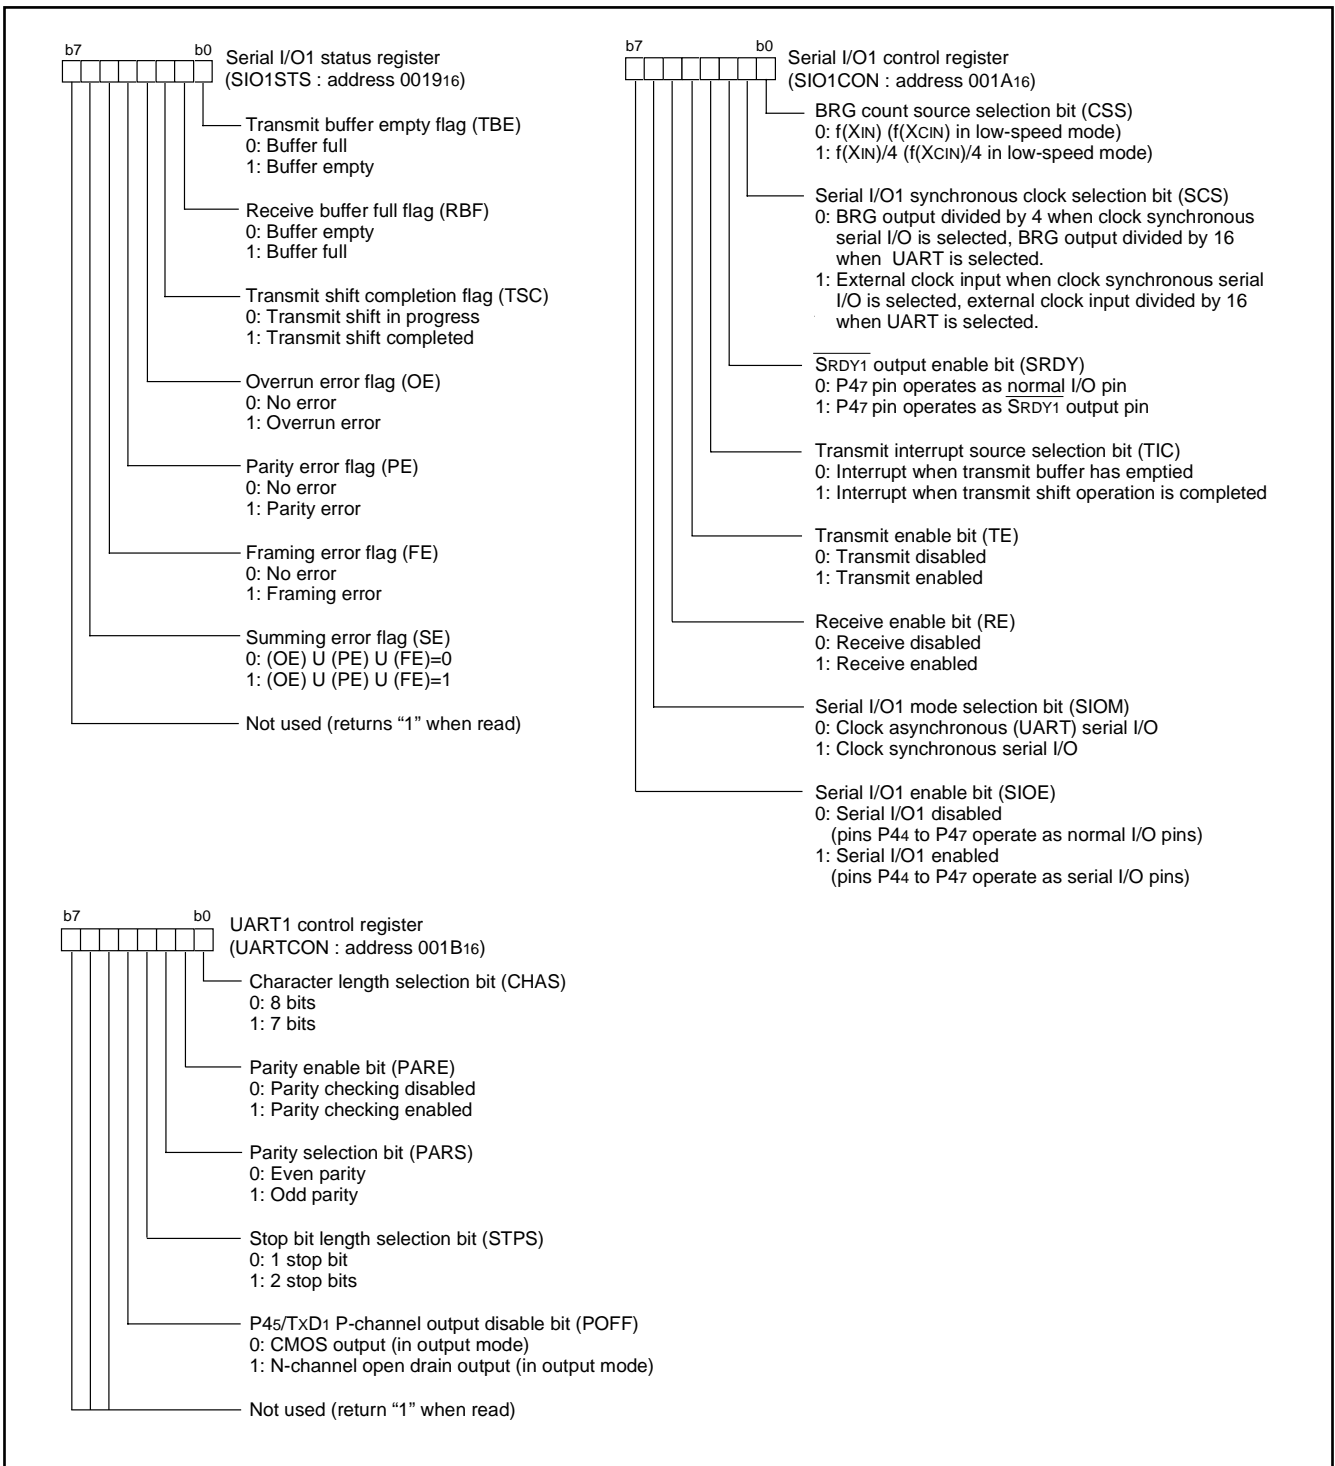 b7 b0 Serial I/O1 status register
(SIO1STS : address 001916)
Transmit buffer empty flag (TBE)
0: Buffer full
1: Buffer empty
Receive buffer full flag (RBF)
0: Buffer empty
1: Buffer full
Transmit shift completion flag (TSC)
0: Transmit shift in progress
1: Transmit shift completed
Overrun error flag (OE)
0: No error
1: Overrun error
Parity error flag (PE)
0: No error
1: Parity error
Framing error flag (FE)
0: No error
1: Framing error
Summing error flag (SE)
0: (OE) U (PE) U (FE)=0
1: (OE) U (PE) U (FE)=1
Not used (returns “1” when read)
b7 b0 Serial I/O1 control register
(SIO1CON : address 001A16)
BRG count source selection bit (CSS)
0: f(XIN) (f(XCIN) in low-speed mode)
1: f(XIN)/4 (f(XCIN)/4 in low-speed mode)
Serial I/O1 synchronous clock selection bit (SCS)
0: BRG output divided by 4 when clock synchronous
serial I/O is selected, BRG output divided by 16
when UART is selected.
1: External clock input when clock synchronous serial
I/O is selected, external clock input divided by 16
when UART is selected.
SRDY1 output enable bit (SRDY)
0: P47 pin operates as normal I/O pin
1: P47 pin operates as SRDY1 output pin
Transmit interrupt source selection bit (TIC)
0: Interrupt when transmit buffer has emptied
1: Interrupt when transmit shift operation is completed
Transmit enable bit (TE)
0: Transmit disabled
1: Transmit enabled
Receive enable bit (RE)
0: Receive disabled
1: Receive enabled
Serial I/O1 mode selection bit (SIOM)
0: Clock asynchronous (UART) serial I/O
1: Clock synchronous serial I/O
Serial I/O1 enable bit (SIOE)
0: Serial I/O1 disabled
(pins P44 to P47 operate as normal I/O pins)
1: Serial I/O1 enabled
(pins P44 to P47 operate as serial I/O pins)
b7 b0 UART1 control register
(UARTCON : address 001B16)
Character length selection bit (CHAS)
0: 8 bits
1: 7 bits
Parity enable bit (PARE)
0: Parity checking disabled
1: Parity checking enabled
Parity selection bit (PARS)
0: Even parity
1: Odd parity
Stop bit length selection bit (STPS)
0: 1 stop bit
1: 2 stop bits
P45/TXD1 P-channel output disable bit (POFF)
0: CMOS output (in output mode)
1: N-channel open drain output (in output mode)
Not used (return “1” when read)